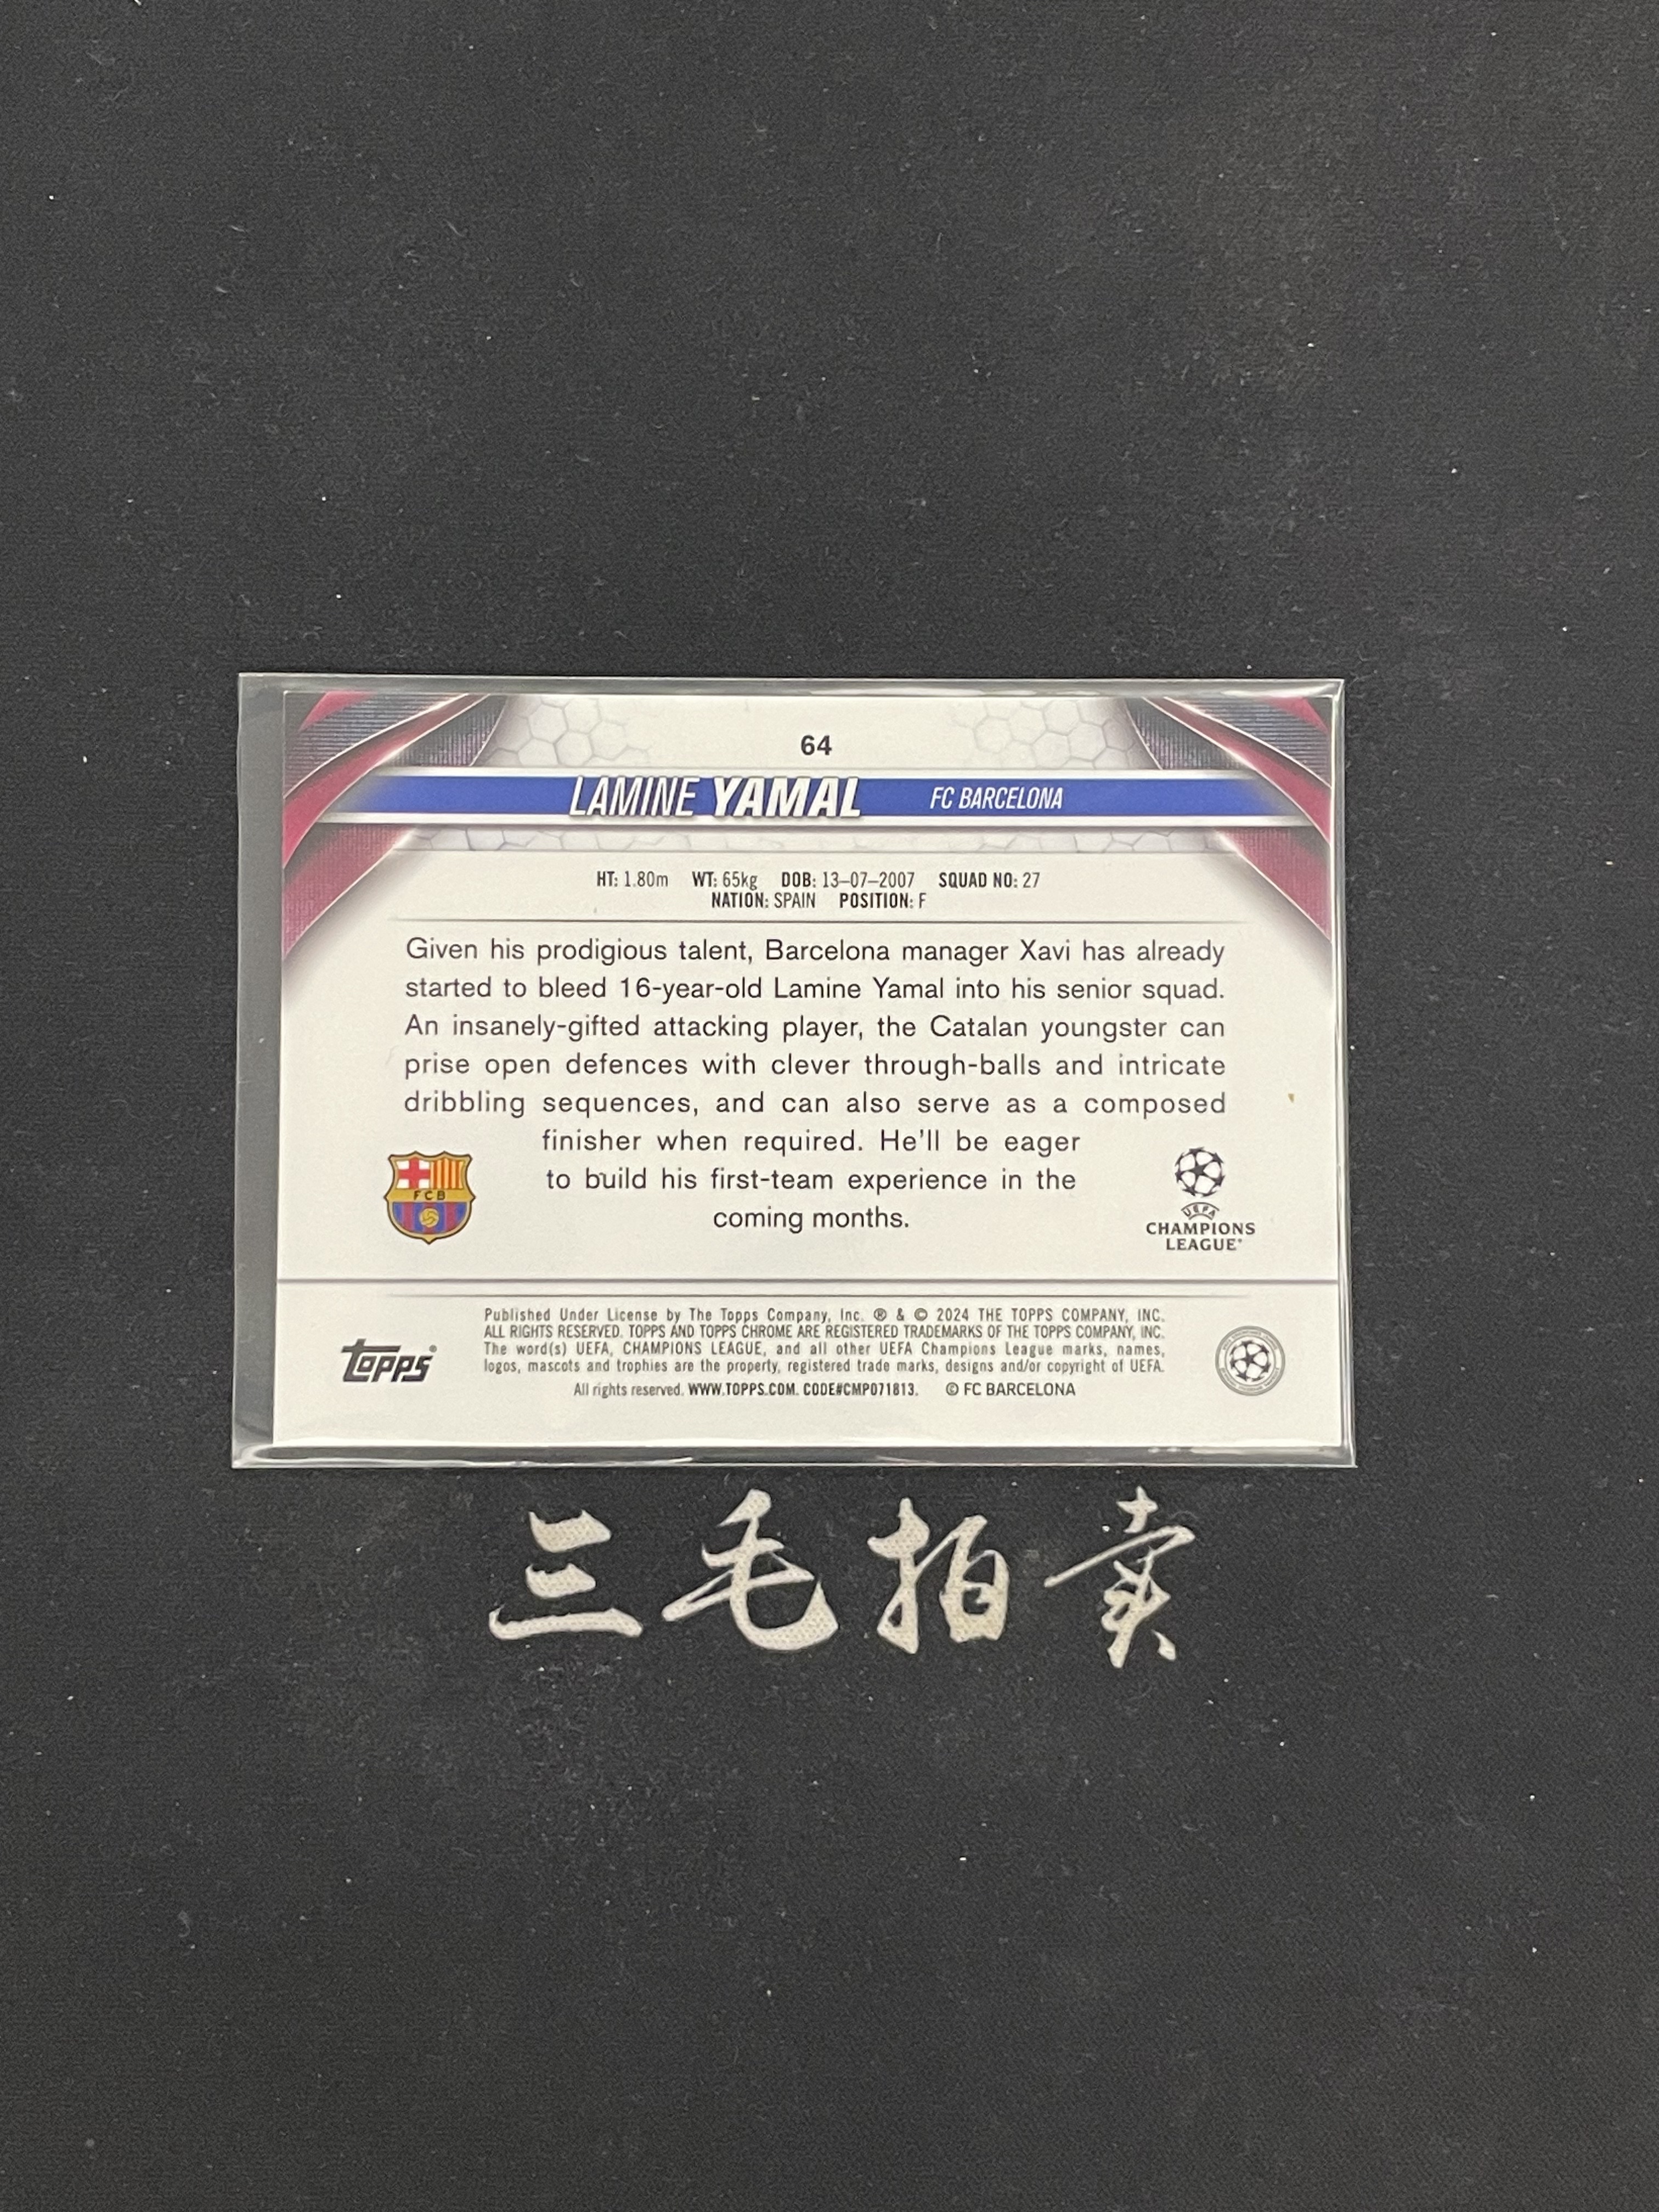 64
LAMINE YAMAL FC BARCELONA
HT: 1.80m WT: 65kg DOB: 13–07–2007 SQUAD NO: 27
NATION: SPAIN POSITION: F
Given his prodigious talent, Barcelona manager Xavi has already
started to bleed 16-year-old Lamine Yamal into his senior squad.
An insanely-gifted attacking player, the Catalan youngster can
prise open defences with clever through-balls and intricate
dribbling sequences, and can also serve as a composed
finisher when required. He'll be eager
to build his first-team experience in the
coming months.
FCB
UEFA
CHAMPIONS
LEAGUE®
topps®
Published Under License by The Topps Company, Inc. ® & © 2024 THE TOPPS COMPANY, INC.
ALL RIGHTS RESERVED. TOPPS AND TOPPS CHROME ARE REGISTERED TRADEMARKS OF THE TOPPS COMPANY, INC.
The word(s) UEFA, CHAMPIONS LEAGUE, and all other UEFA Champions League marks, names,
logos, mascots and trophies are the property, registered trade marks, designs and/or copyright of UEFA.
All rights reserved. WWW.TOPPS.COM. CODE#CMP071813. © FC BARCELONA
三毛拍卖